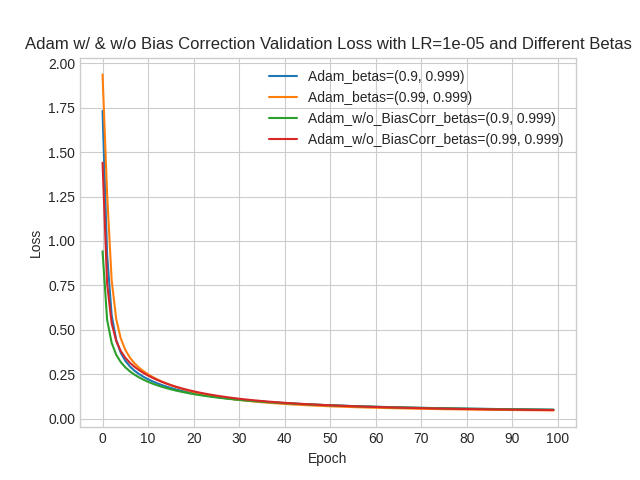 Adam w/ & w/o Bias Correction Validation Loss with LR=1e-05 and Different Betas
2.00
1.75
1.50
1.25
1.00
0.75
0.50
0.25
0.00
Loss
Adam_betas=(0.9, 0.999)
Adam_betas=(0.99, 0.999)
Adam_w/o_BiasCorr_betas=(0.9, 0.999)
Adam_w/o_BiasCorr_betas=(0.99, 0.999)
0 10 20 30 40 50 60 70 80 90 100
Epoch